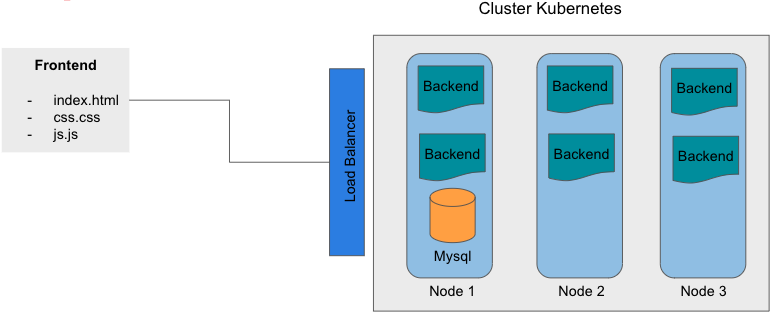 Cluster Kubernetes
Frontend
- index.html
- css.css
- js.js
Load Balancer
Backend
Backend
Mysql
Node 1
Backend
Backend
Node 2
Backend
Backend
Node 3